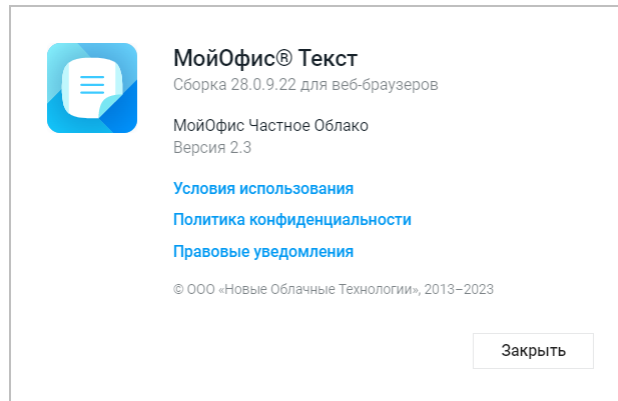 МойОфис® Текст
Сборка 28.0.9.22 для веб-браузеров
МойОфис Частное Облако
Версия 2.3
Условия использования
Политика конфиденциальности
Правовые уведомления
© ООО «Новые Облачные Технологии», 2013–2023
Закрыть